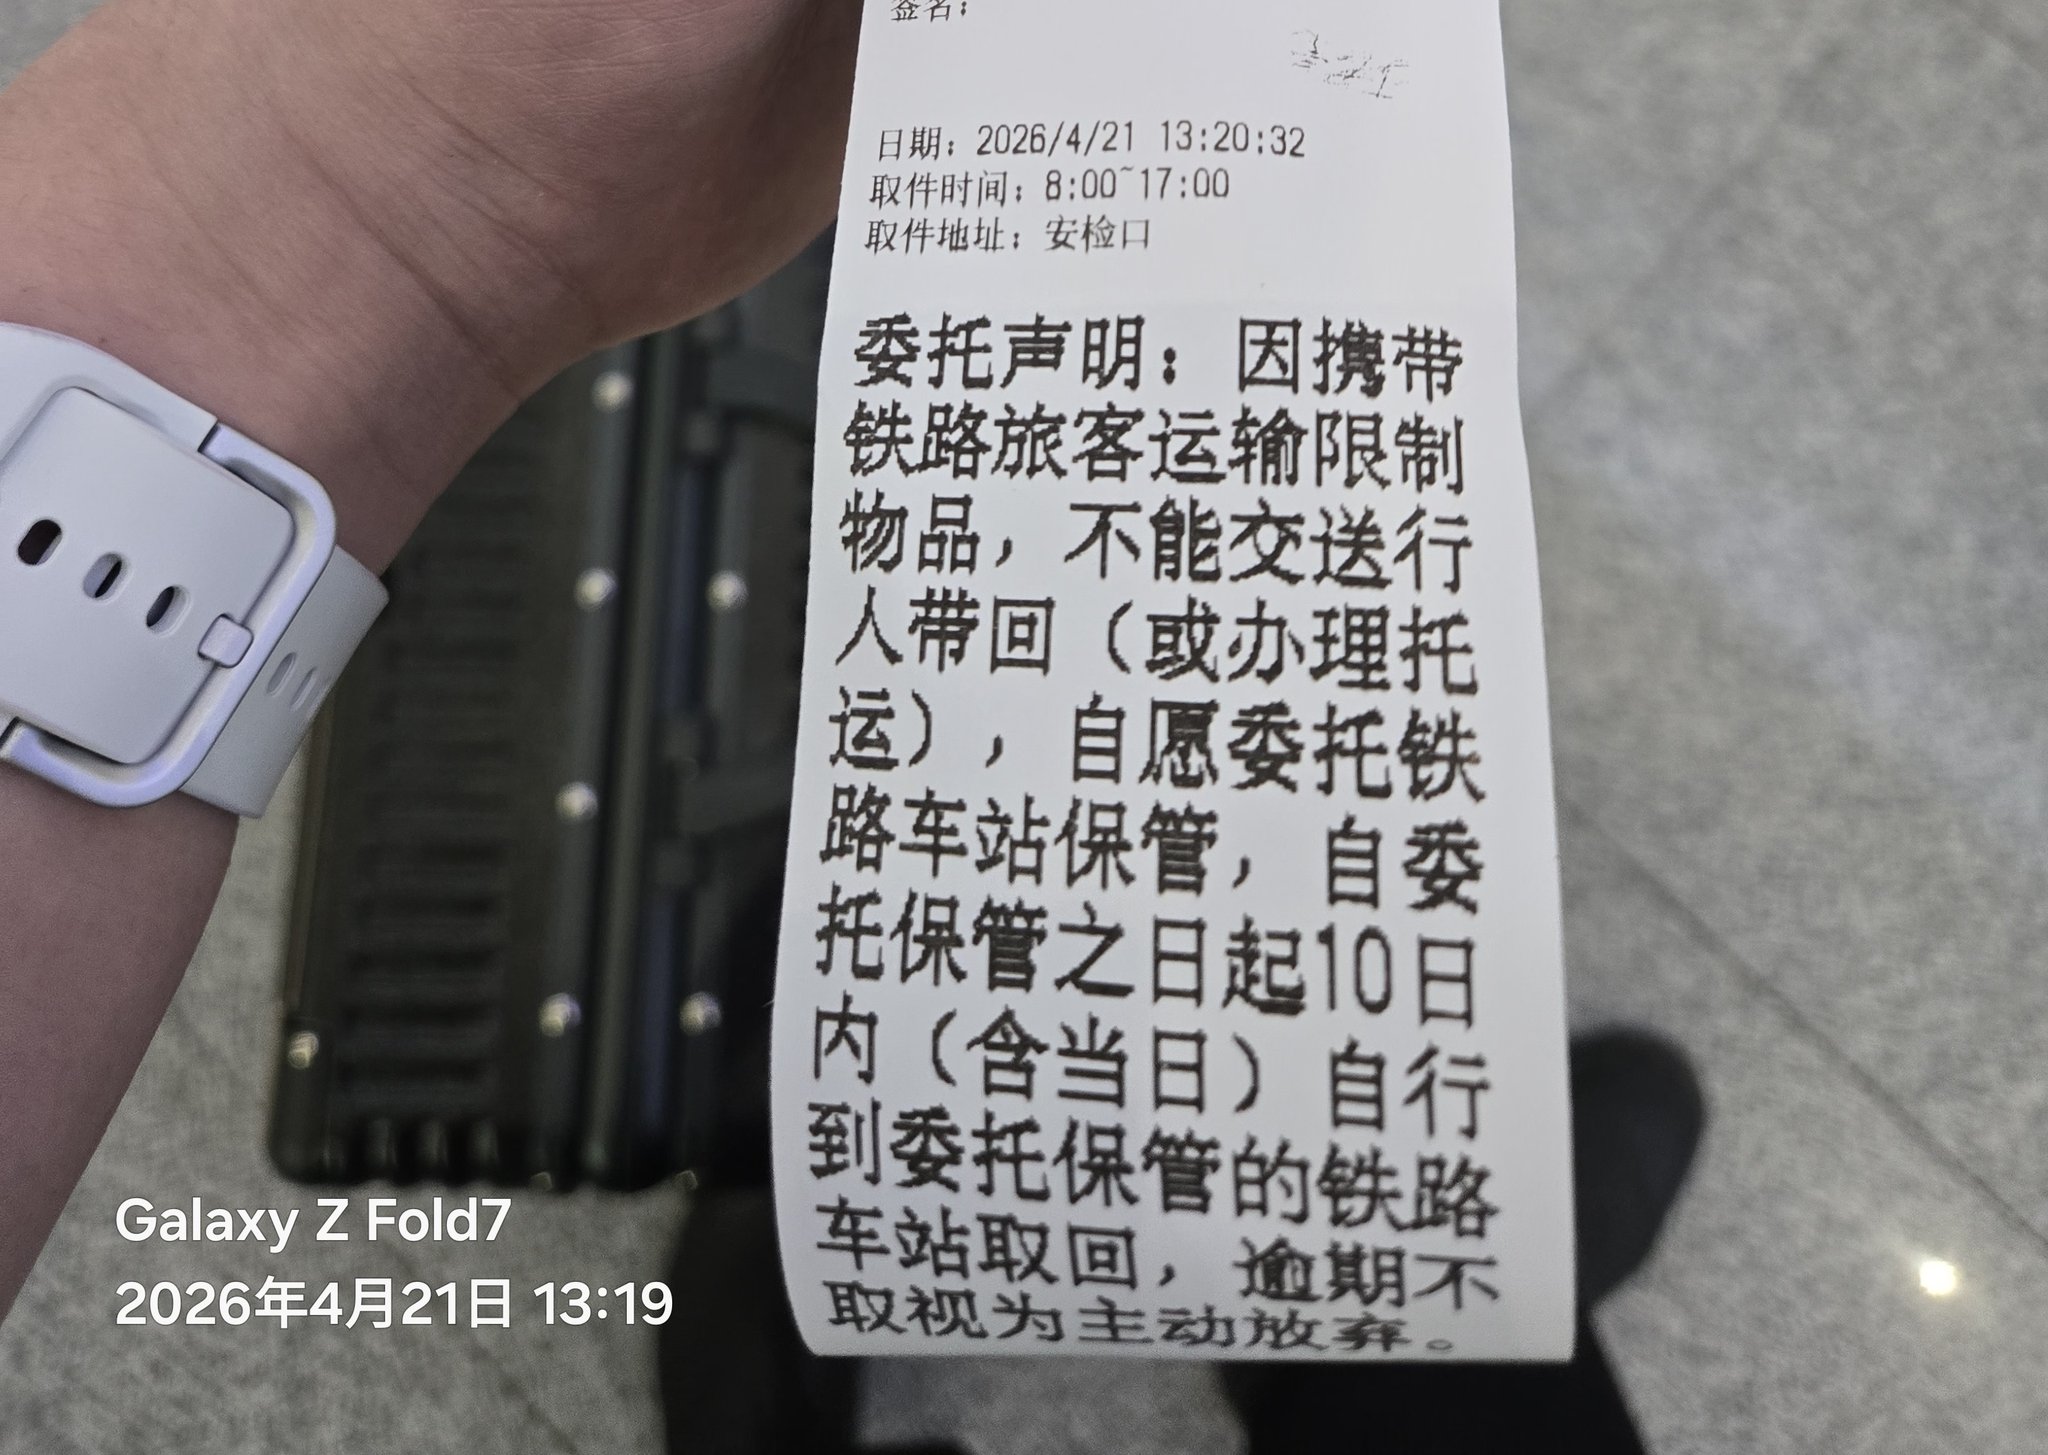 签名：
日期：2026/4/21 13:20:32
取件时间：8:00~17:00
取件地址：安检口
委托声明：因携带
铁路旅客运输限制
物品，不能交送行
人带回（或办理托
运），自愿委托铁
路车站保管，自委
托保管之日起10日
内（含当日）自行
到委托保管的铁路
车站取回，逾期不
取视为主动放弃。
Galaxy Z Fold7
2026年4月21日 13:19